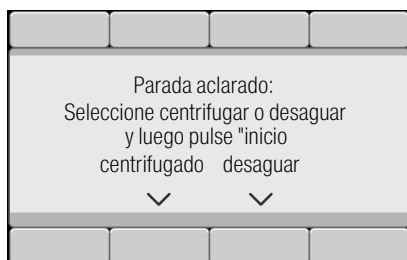 Parada aclarado:
Seleccione centrifugar o desaguar
y luego pulse "inicio
centrifugado desaguar